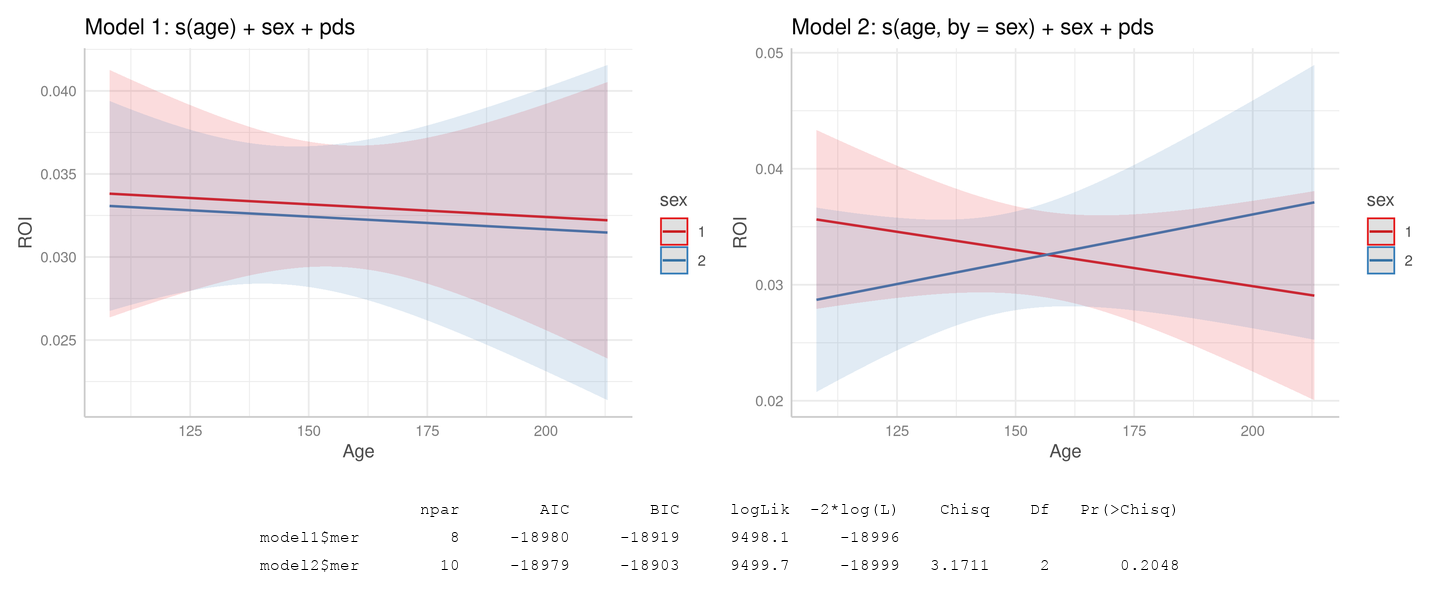 Model 1: s(age) + sex + pds
0.040
0.035
0.030
0.025
ROI
125 150 175 200
Age
sex
1
2
Model 2: s(age, by = sex) + sex + pds
0.05
0.04
0.03
0.02
ROI
125 150 175 200
Age
sex
1
2
npar AIC BIC logLik -2*log(L) Chisq Df Pr(>Chisq)
model1$mer 8 -18980 -18919 9498.1 -18996
model2$mer 10 -18979 -18903 9499.7 -18999 3.1711 2 0.2048